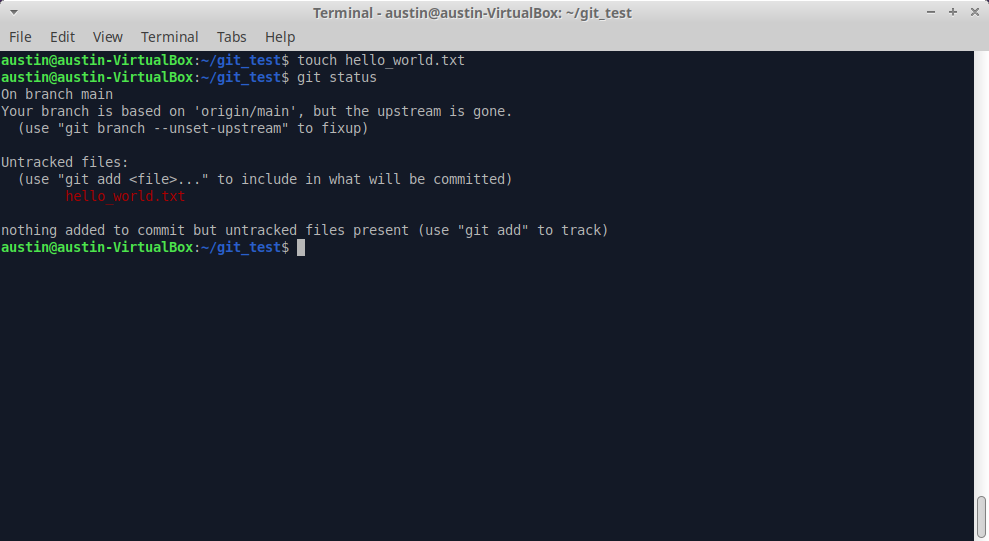 Terminal - austin@austin-VirtualBox: ~/git_test
File Edit View Terminal Tabs Help
austin@austin-VirtualBox:~/git_test$ touch hello_world.txt
austin@austin-VirtualBox:~/git_test$ git status
On branch main
Your branch is based on 'origin/main', but the upstream is gone.
  (use "git branch --unset-upstream" to fixup)

Untracked files:
  (use "git add <file>..." to include in what will be committed)
        hello_world.txt

nothing added to commit but untracked files present (use "git add" to track)
austin@austin-VirtualBox:~/git_test$